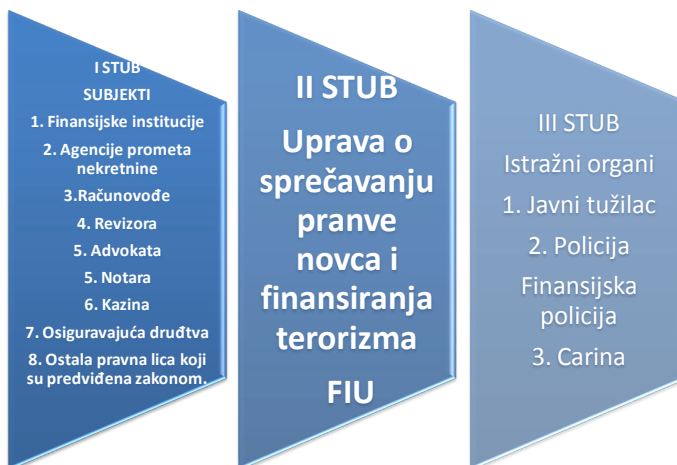 I STUB
SUBJEKTI
1. Finansijske institucije
2. Agencije prometa
nekretnine
3.Računovođe
4. Revizora
5. Advokata
5. Notara
6. Kazina
7. Osiguravajuća druđtva
8. Ostala pravna lica koji
su predviđena zakonom.
II STUB
Uprava o
sprečavanju
pranve
novca i
finansiranja
terorizma
FIU
III STUB
Istražni organi
1. Javni tužilac
2. Policija
Finansijska
policija
3. Carina